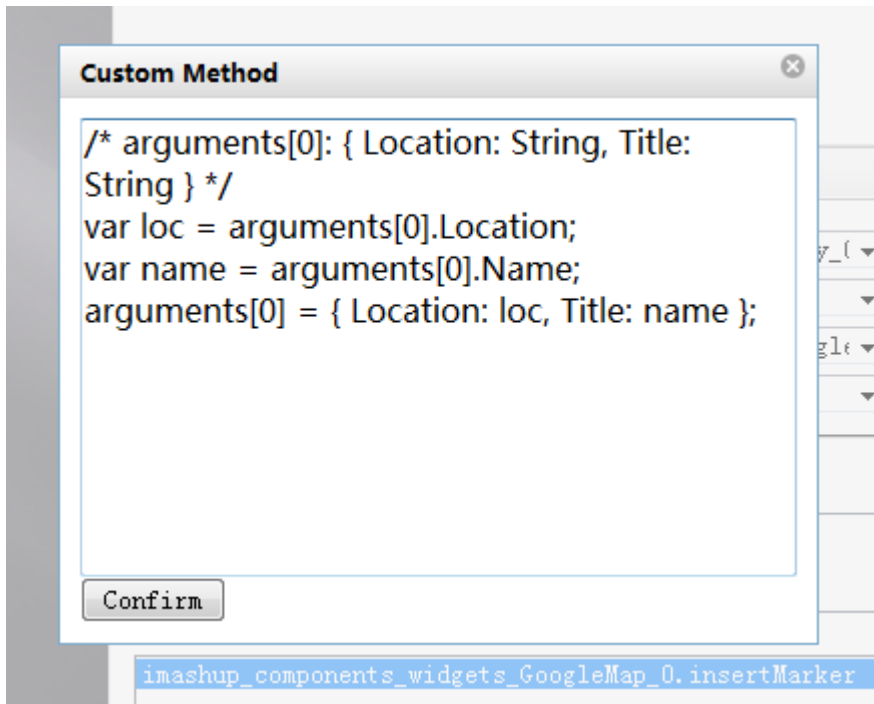 Custom Method
/* arguments[0]: { Location: String, Title:
String } */
var loc = arguments[0].Location;
var name = arguments[0].Name;
arguments[0] = { Location: loc, Title: name };
Confirm
imashup_components_widgets_GoogleMap_0.insertMarker